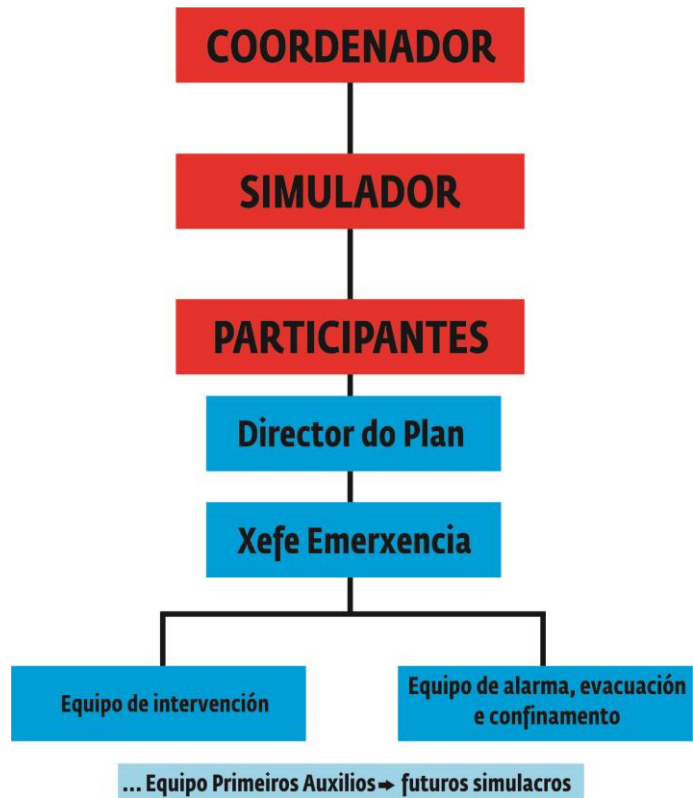 COORDENADOR
SIMULADOR
PARTICIPANTES
Director do Plan
Xefe Emerxencia
Equipo de intervención
Equipo de alarma, evacuación
e confinamento
... Equipo Primeiros Auxilios➞ futuros simulacros